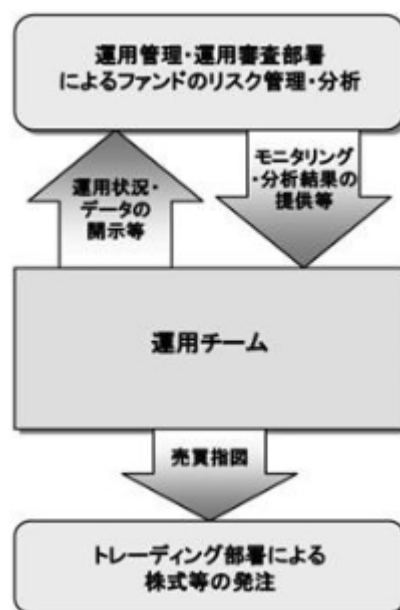 運用管理・運用審査部署
によるファンドのリスク管理・分析
運用状況・
データの
開示等
モニタリング
・分析結果の
提供等
運用チーム
売買指図
トレーディング部署による
株式等の発注